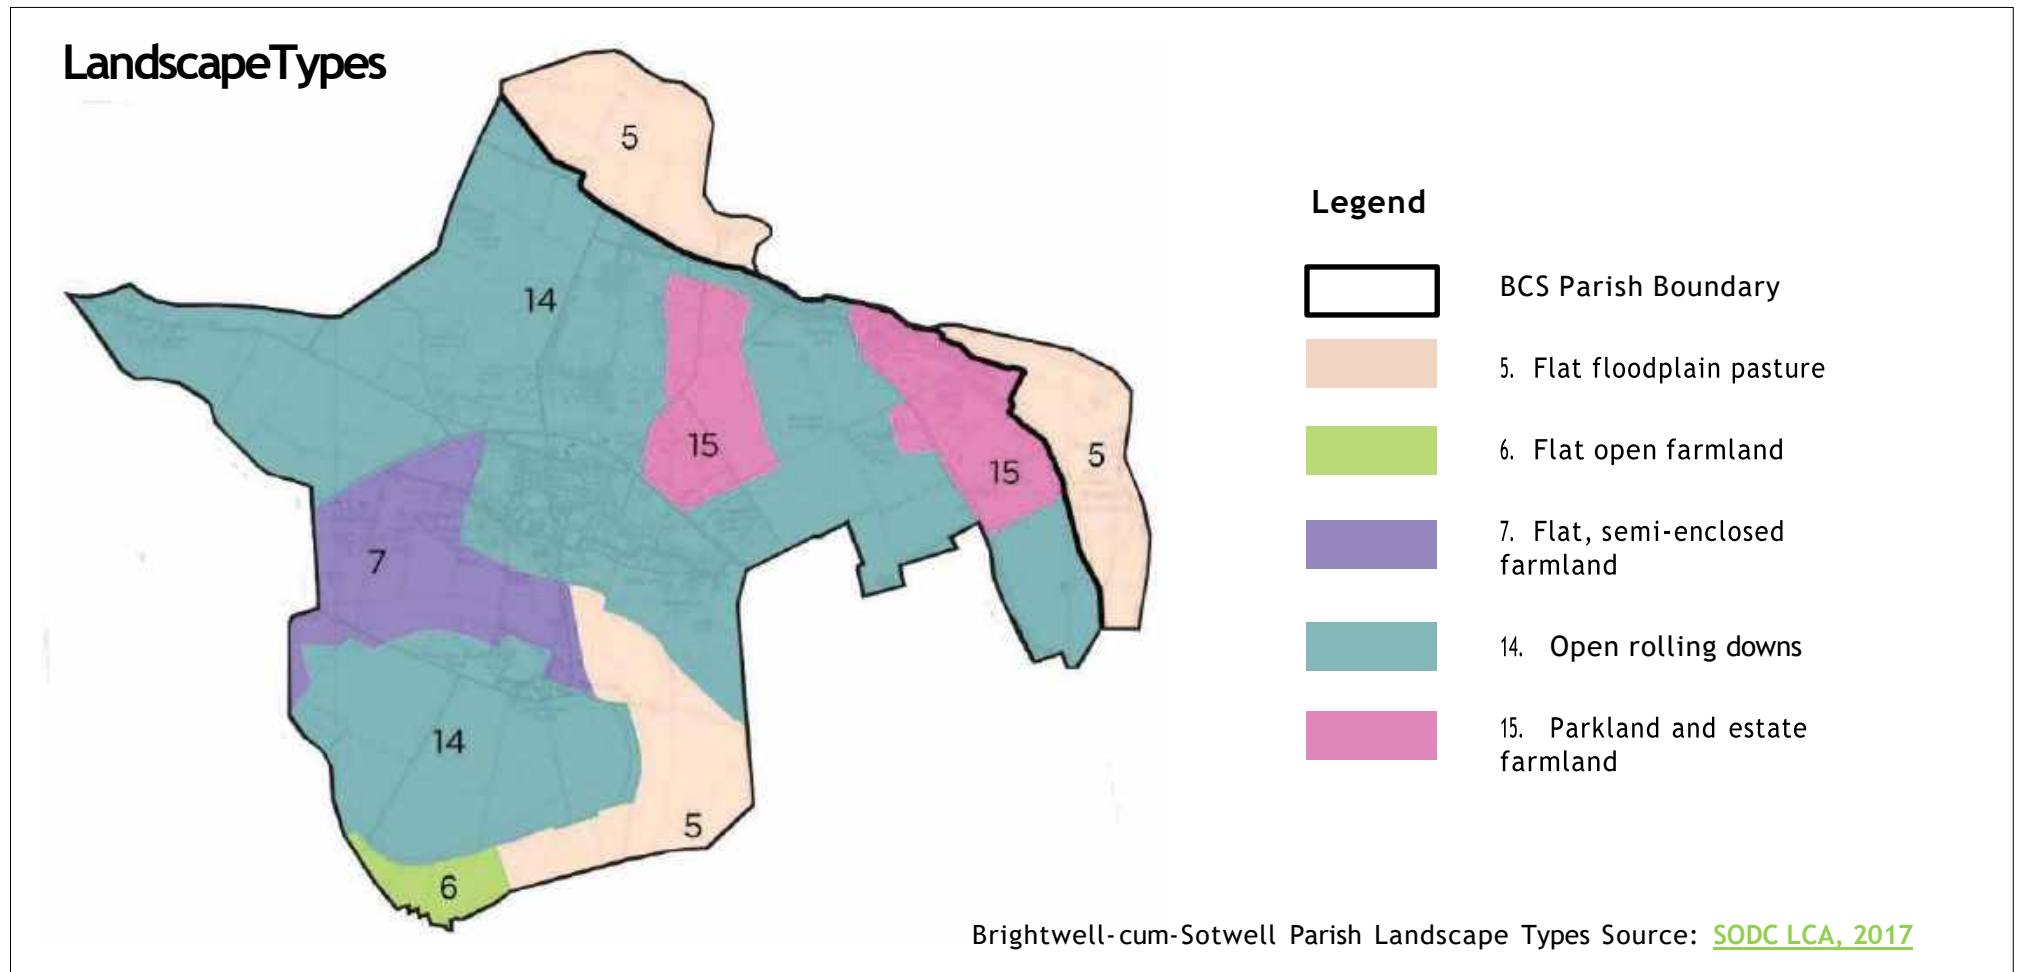 LandscapeTypes
5
14
15
15
5
7
14
5
6
Legend
BCS Parish Boundary
5. Flat floodplain pasture
6. Flat open farmland
7. Flat, semi-enclosed
farmland
14. Open rolling downs
15. Parkland and estate
farmland
Brightwell-cum-Sotwell Parish Landscape Types Source: SODC LCA, 2017